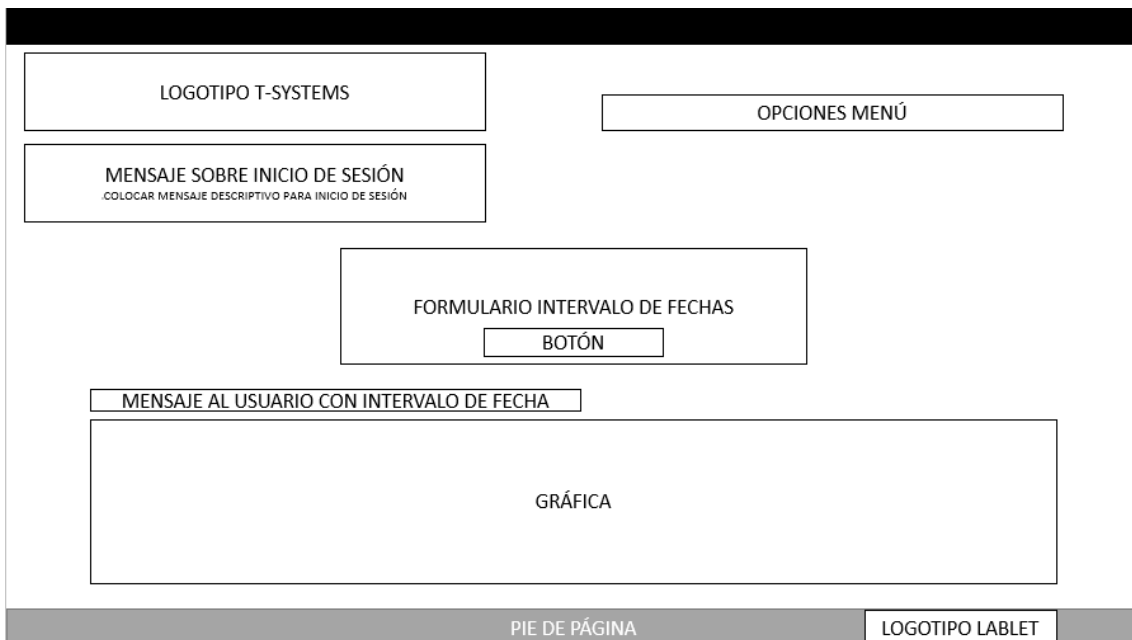 LOGOTIPO T-SYSTEMS
OPCIONES MENÚ
MENSAJE SOBRE INICIO DE SESIÓN
.COLOCAR MENSAJE DESCRIPTIVO PARA INICIO DE SESIÓN
FORMULARIO INTERVALO DE FECHAS
BOTÓN
MENSAJE AL USUARIO CON INTERVALO DE FECHA
GRÁFICA
PIE DE PÁGINA
LOGOTIPO LABLET